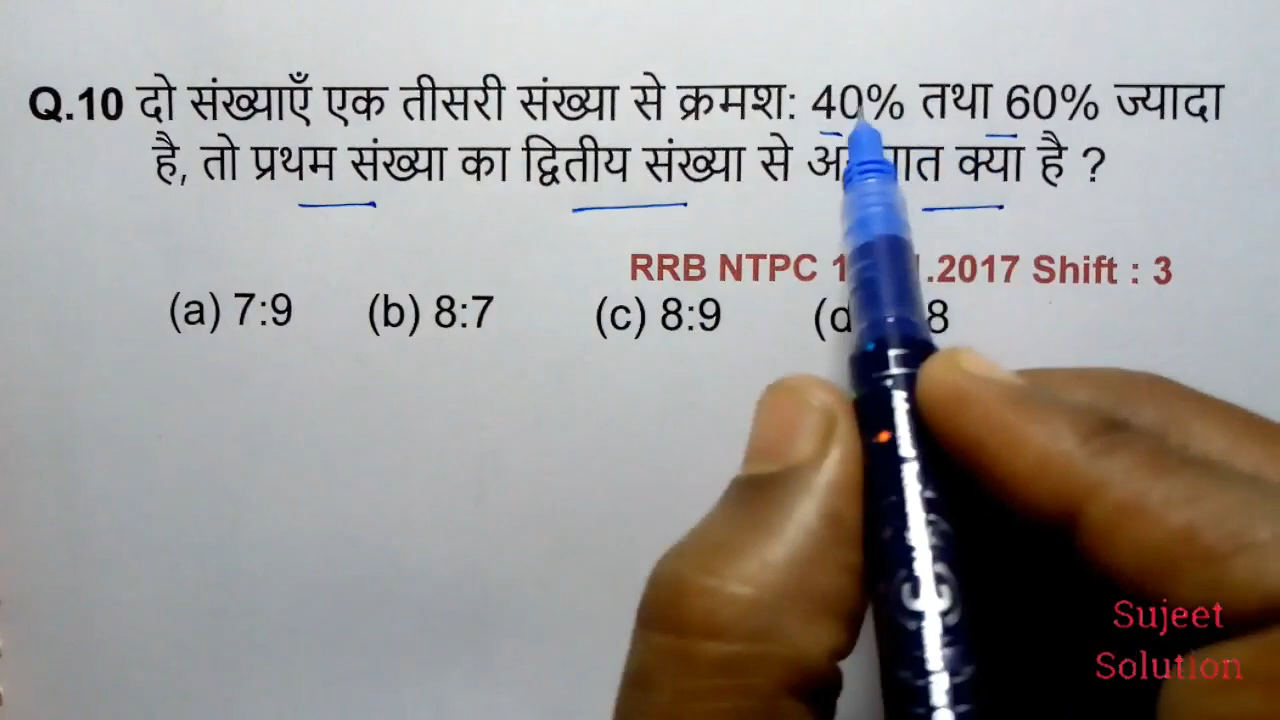 Q.10 दो संख्याएँ एक तीसरी संख्या से क्रमश: 40% तथा 60% ज्यादा
है, तो प्रथम संख्या का द्वितीय संख्या से क्या है ?
RRB NTPC .2017 Shift : 3
(a) 7:9 (b) 8:7 (c) 8:9 (d 8
Sujeet
Solution